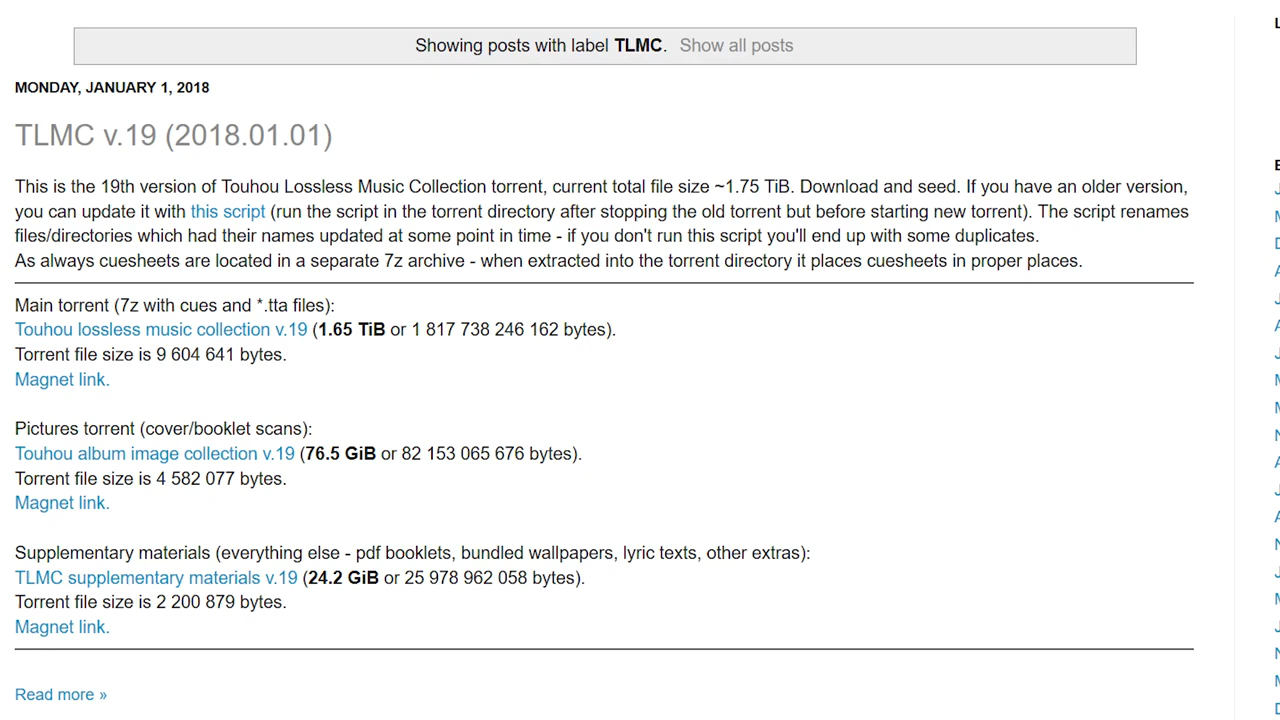 Showing posts with label TLMC. Show all posts
MONDAY, JANUARY 1, 2018
TLMC v.19 (2018.01.01)
This is the 19th version of Touhou Lossless Music Collection torrent, current total file size ~1.75 TiB. Download and seed. If you have an older version,
you can update it with this script (run the script in the torrent directory after stopping the old torrent but before starting new torrent). The script renames
files/directories which had their names updated at some point in time - if you don't run this script you'll end up with some duplicates.
As always cuesheets are located in a separate 7z archive - when extracted into the torrent directory it places cuesheets in proper places.
Main torrent (7z with cues and *.tta files):
Touhou lossless music collection v.19 (1.65 TiB or 1 817 738 246 162 bytes).
Torrent file size is 9 604 641 bytes.
Magnet link.
Pictures torrent (cover/booklet scans):
Touhou album image collection v.19 (76.5 GiB or 82 153 065 676 bytes).
Torrent file size is 4 582 077 bytes.
Magnet link.
Supplementary materials (everything else - pdf booklets, bundled wallpapers, lyric texts, other extras):
TLMC supplementary materials v.19 (24.2 GiB or 25 978 962 058 bytes).
Torrent file size is 2 200 879 bytes.
Magnet link.
Read more »